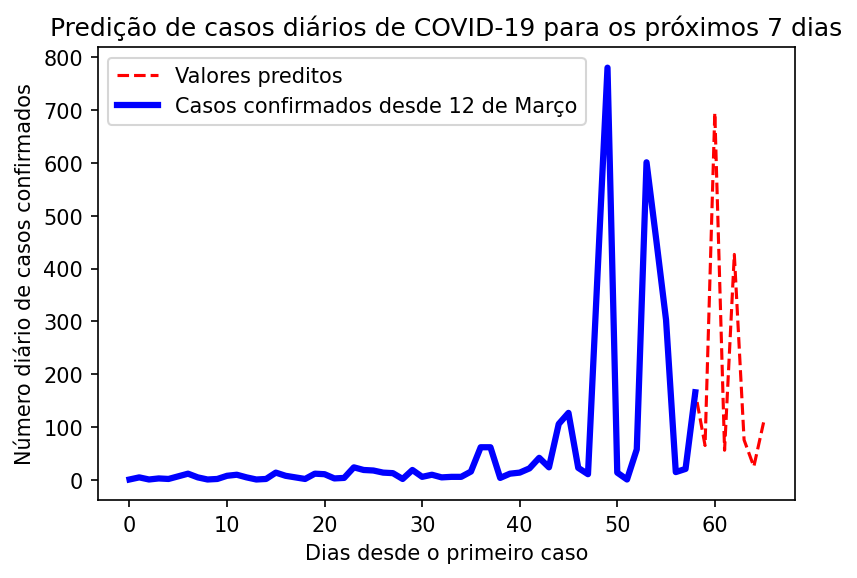 Predição de casos diários de COVID-19 para os próximos 7 dias
Valores preditos
Casos confirmados desde 12 de Março
Número diário de casos confirmados
800
700
600
500
400
300
200
100
0
0 10 20 30 40 50 60
Dias desde o primeiro caso